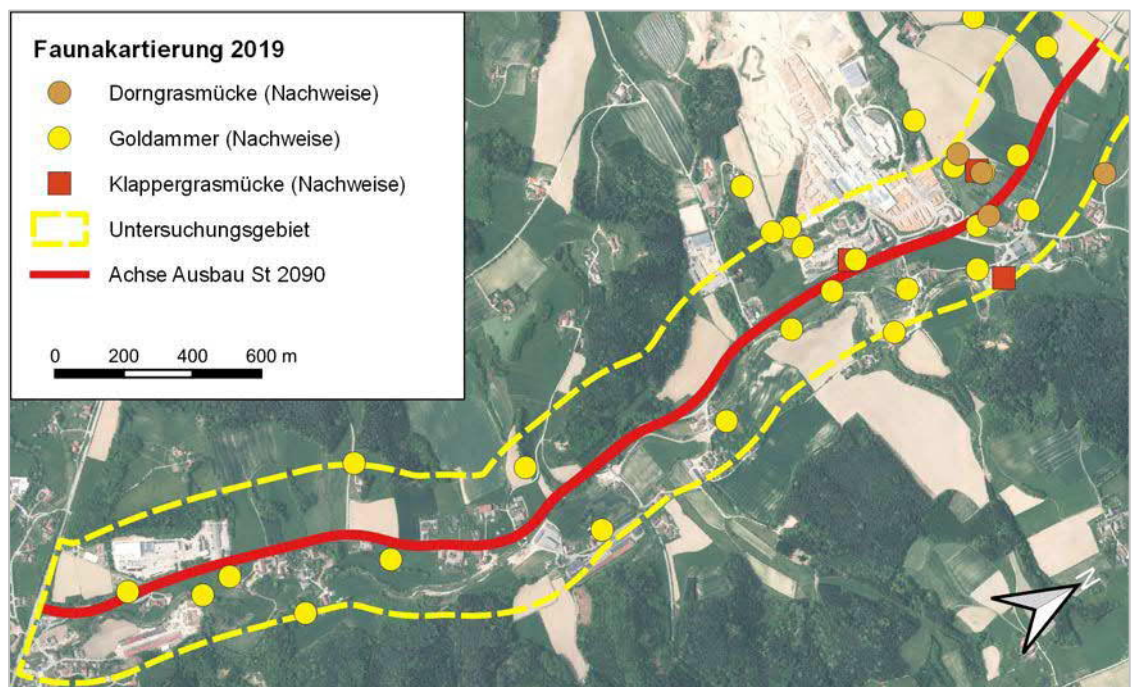 Faunakartierung 2019
Dorngrasmücke (Nachweise)
Goldammer (Nachweise)
Klappergrasmücke (Nachweise)
Untersuchungsgebiet
Achse Ausbau St 2090
0 200 400 600 m
N